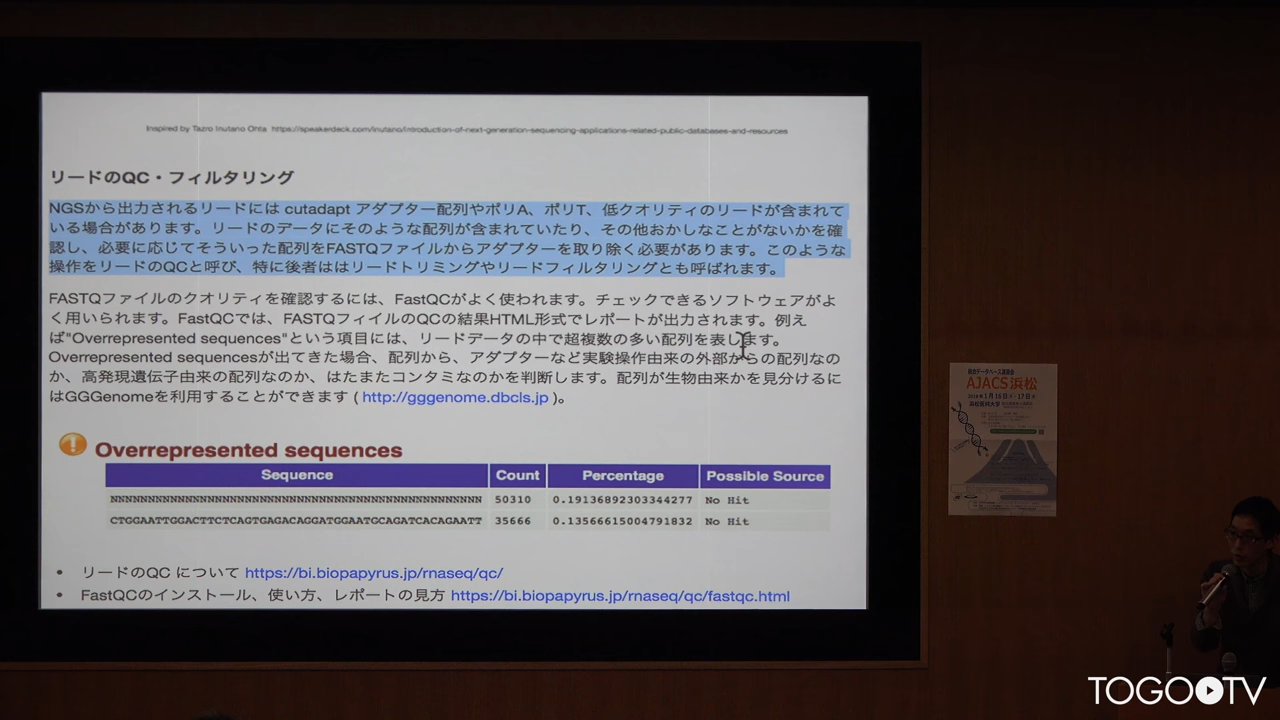 Inspired by Tazro Inutano Ohta https://speakerdeck.com/inutano/introduction-of-next-generation-sequencing-applications-related-public-databases-and-resources
リードのQC・フィルタリング
NGSから出力されるリードには cutadapt アダプター配列やポリA、ポリT、低クオリティのリードが含まれて
いる場合があります。リードのデータにそのような配列が含まれていたり、その他おかしなことがないかを確
認し、必要に応じてそういった配列をFASTQファイルからアダプターを取り除く必要があります。このような
操作をリードのQCと呼び、特に後者ははリードトリミングやリードフィルタリングとも呼ばれます。
FASTQファイルのクオリティを確認するには、FastQCがよく使われます。チェックできるソフトウェアがよ
く用いられます。FastQCでは、FASTQフィイルのQCの結果HTML形式でレポートが出力されます。例え
ば"Overrepresented sequences"という項目には、リードデータの中で超複数の多い配列を表します。
Overrepresented sequencesが出てきた場合、配列から、アダプターなど実験操作由来の外部からの配列なの
か、高発現遺伝子由来の配列なのか、はたまたコンタミなのかを判断します。配列が生物由来かを見分けるに
はGGGenomeを利用することができます ( http://gggenome.dbcls.jp )。
Overrepresented sequences
Sequence Count Percentage Possible Source
NNNNNNNNNNNNNNNNNNNNNNNNNNNNNNNNNNNNNNNNNNNNNNNNNN 50310 0.19136892303344277 No Hit
CTGGAATTGGACTTCTCAGTGAGACAGGATGGAATGCAGATCACAGAATT 35666 0.13566615004791832 No Hit
• リードのQC について https://bi.biopapyrus.jp/rnaseq/qc/
• FastQCのインストール、使い方、レポートの見方 https://bi.biopapyrus.jp/rnaseq/qc/fastqc.html
AJACS浜松
TOGOTV